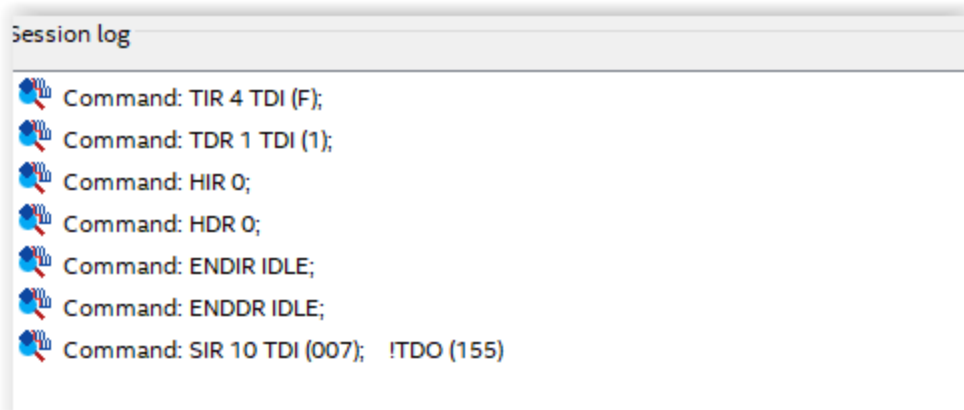 Session log
Command: TIR 4 TDI (F);
Command: TDR 1 TDI (1);
Command: HIR 0;
Command: HDR 0;
Command: ENDIR IDLE;
Command: ENDDR IDLE;
Command: SIR 10 TDI (007);    !TDO (155)